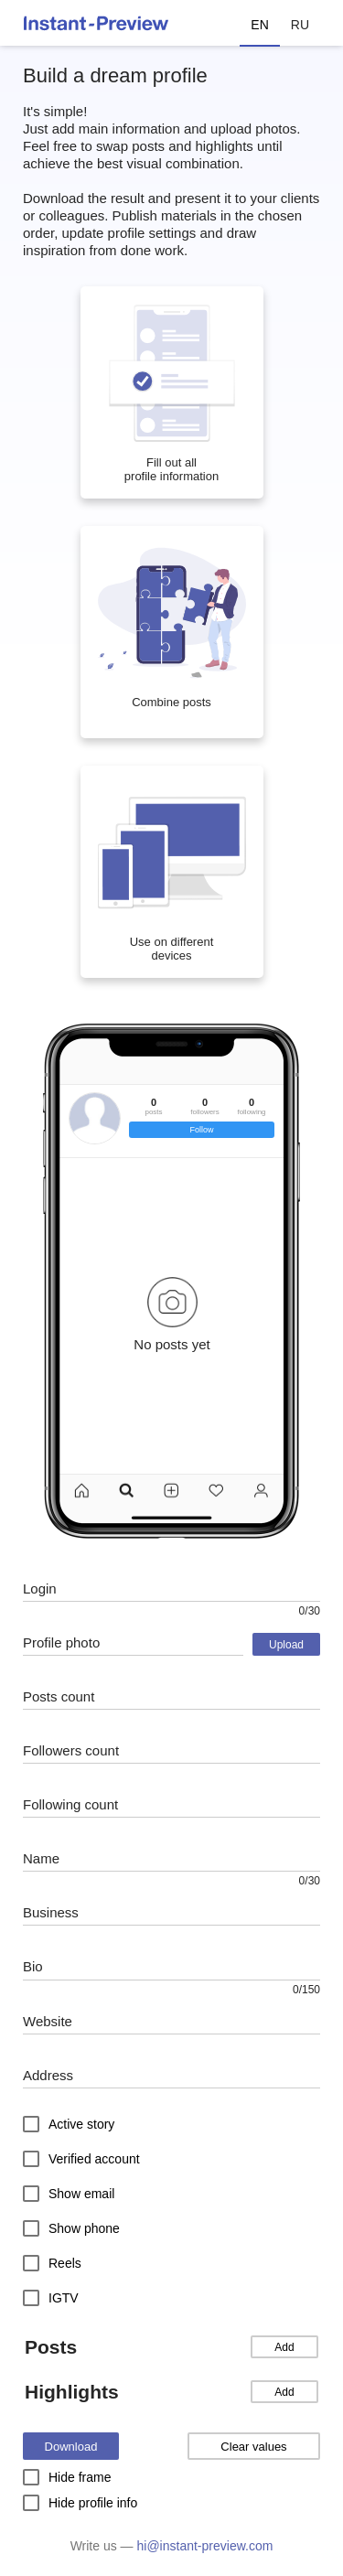 Instant-Preview
EN
RU
Build a dream profile
It's simple!
Just add main information and upload photos.
Feel free to swap posts and highlights until
achieve the best visual combination.
Download the result and present it to your clients
or colleagues. Publish materials in the chosen
order, update profile settings and draw
inspiration from done work.
Fill out all
profile information
Combine posts
Use on different
devices
0 0 0
posts followers following
Follow
No posts yet
Login
0/30
Profile photo
Upload
Posts count
Followers count
Following count
Name
0/30
Business
Bio
0/150
Website
Address
Active story
Verified account
Show email
Show phone
Reels
IGTV
Posts
Add
Highlights
Add
Download
Clear values
Hide frame
Hide profile info
Write us — hi@instant-preview.com